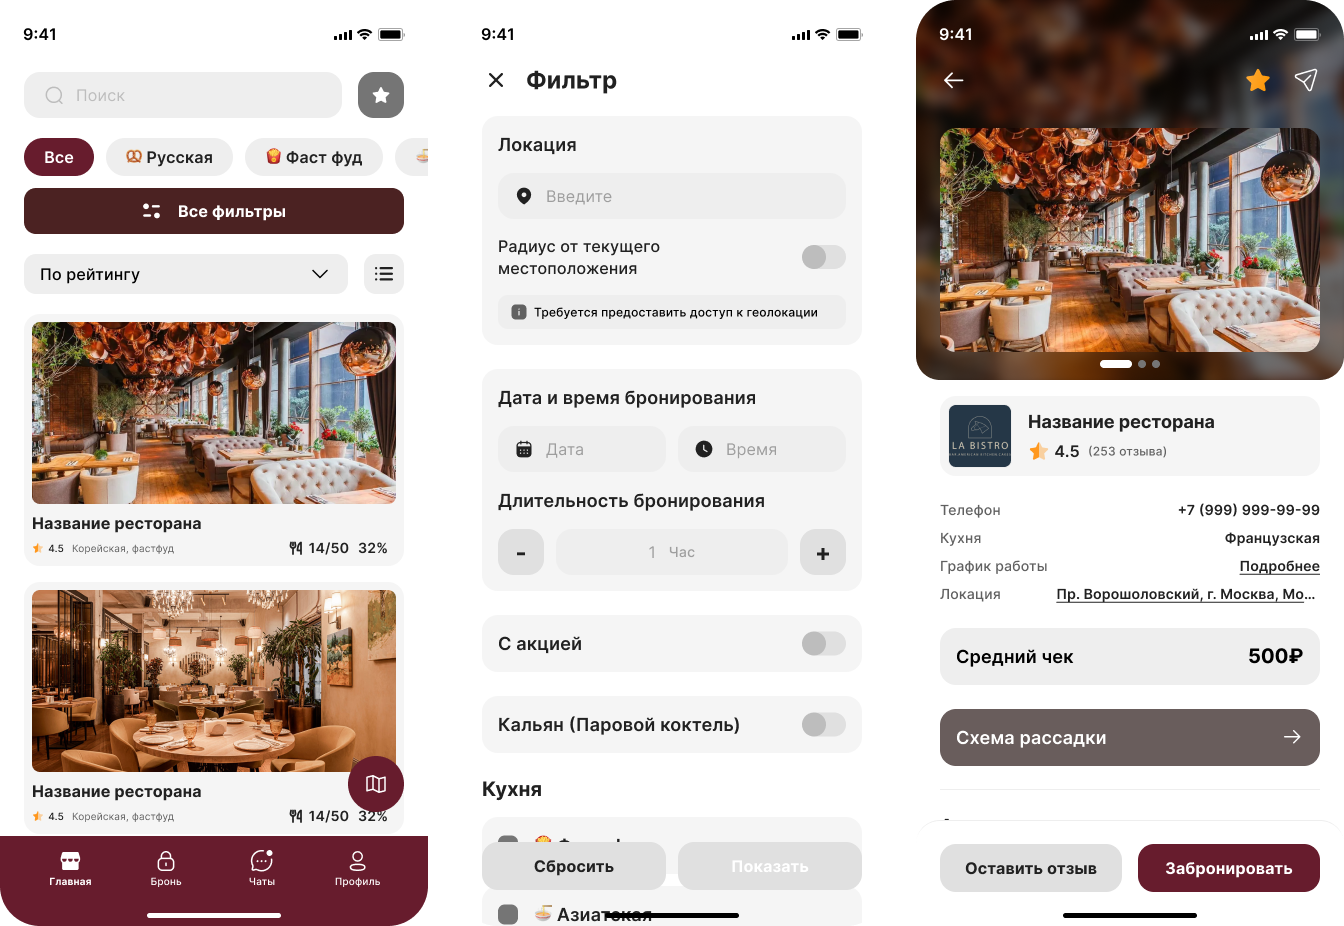 9:41
Поиск
Все
Русская
Фаст фуд
Все фильтры
По рейтингу
Название ресторана
4.5 Корейская, фастфуд
14/50 32%
Название ресторана
4.5 Корейская, фастфуд
14/50 32%
Главная
Бронь
Чаты
Профиль
9:41
Фильтр
Локация
Введите
Радиус от текущего
местоположения
Требуется предоставить доступ к геолокации
Дата и время бронирования
Дата
Время
Длительность бронирования
-
1 Час
+
С акцией
Кальян (Паровой коктель)
Кухня
Сбросить
Показать
Азиатская
9:41
LA BISTRO
Название ресторана
4.5 (253 отзыва)
Телефон
+7 (999) 999-99-99
Кухня
Французская
График работы
Подробнее
Локация
Пр. Ворошоловский, г. Москва, Мо...
Средний чек
500₽
Схема рассадки
Оставить отзыв
Забронировать